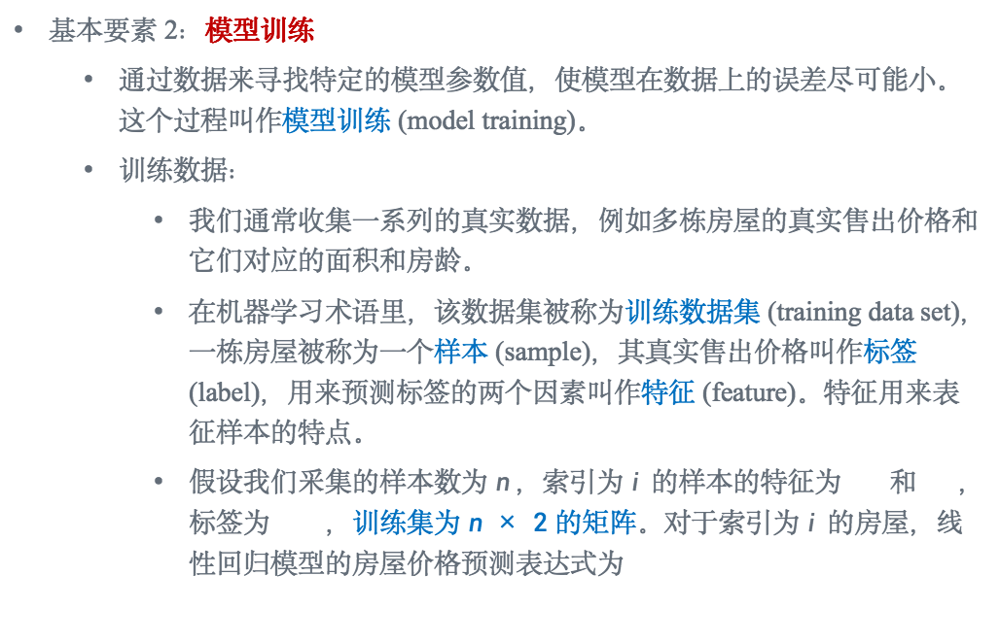 • 基本要素 2：模型训练
• 通过数据来寻找特定的模型参数值，使模型在数据上的误差尽可能小。
这个过程叫作模型训练 (model training)。
• 训练数据：
• 我们通常收集一系列的真实数据，例如多栋房屋的真实售出价格和
它们对应的面积和房龄。
• 在机器学习术语里，该数据集被称为训练数据集 (training data set)，
一栋房屋被称为一个样本 (sample)，其真实售出价格叫作标签
(label)，用来预测标签的两个因素叫作特征 (feature)。特征用来表
征样本的特点。
• 假设我们采集的样本数为 n，索引为 i 的样本的特征为 和 ，
标签为 ，训练集为 n × 2 的矩阵。对于索引为 i 的房屋，线
性回归模型的房屋价格预测表达式为